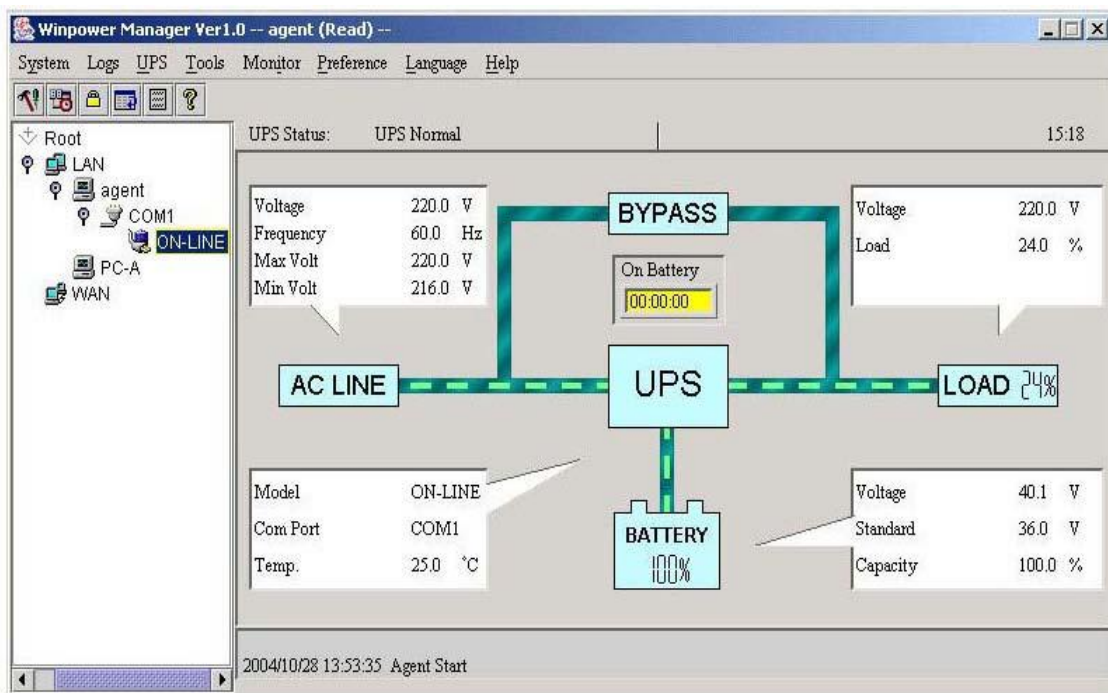 Winpower Manager Ver1.0 -- agent (Read) --
System Logs UPS Tools Monitor Preference Language Help
Root
LAN
agent
COM1
ON-LINE
PC-A
WAN
UPS Status: UPS Normal 15:18
Voltage 220.0 V
Frequency 60.0 Hz
Max Volt 220.0 V
Min Volt 216.0 V
BYPASS
On Battery
00:00:00
Voltage 220.0 V
Load 24.0 %
AC LINE
UPS
LOAD 24%
Model ON-LINE
Com Port COM1
Temp. 25.0 °C
BATTERY
100%
Voltage 40.1 V
Standard 36.0 V
Capacity 100.0 %
2004/10/28 13:53:35 Agent Start